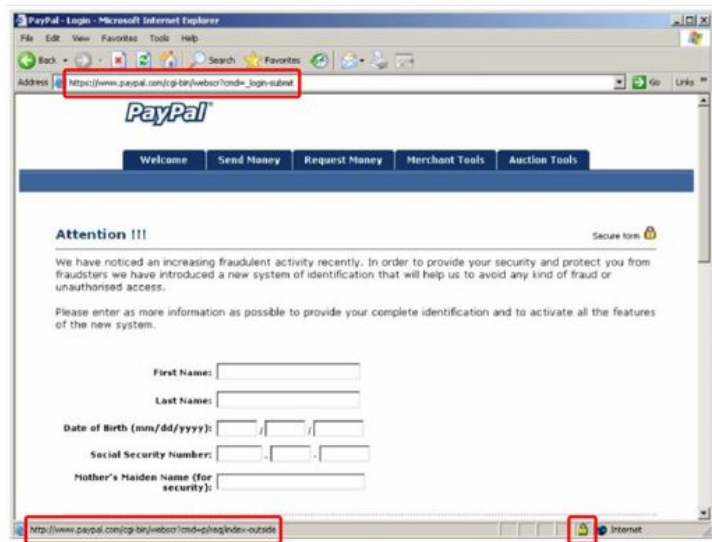 PayPal - Login - Microsoft Internet Explorer
File Edit View Favorites Tools Help
Back Search Favorites
Address https://www.paypal.com/cgi-bin/webscr?cmd=_login-submit Go Links »
PayPal
Welcome Send Money Request Money Merchant Tools Auction Tools
Attention !!!
Secure form
We have noticed an increasing fraudulent activity recently. In order to provide your security and protect you from
fraudsters we have introduced a new system of identification that will help us to avoid any kind of fraud or
unauthorised access.
Please enter as more information as possible to provide your complete identification and to activate all the features
of the new system.
First Name:
Last Name:
Date of Birth (mm/dd/yyyy): / /
Social Security Number: - -
Mother's Maiden Name (for
security):
http://www.paypal.com/cgi-bin/webscr?cmd=p/req/index-outside Internet